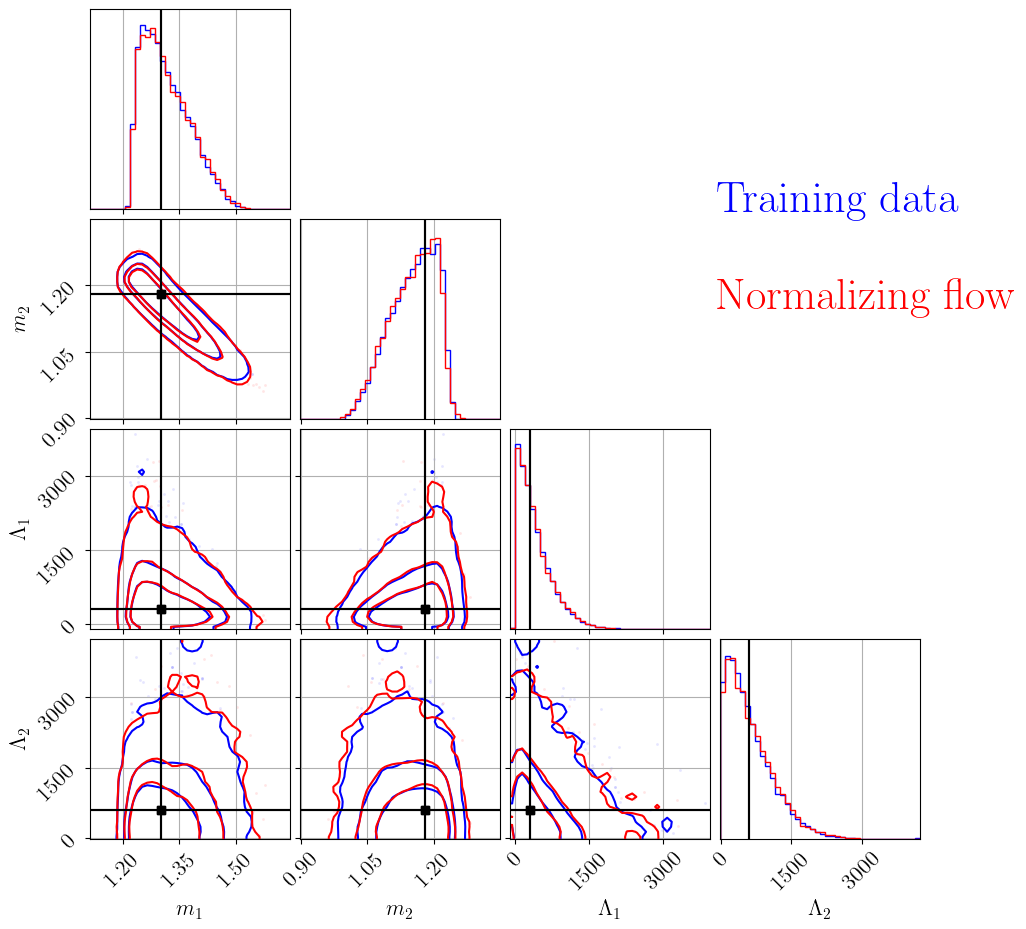 Training data
Normalizing flow
1.20
1.05
0.90
m₂
3000
1500
0
Λ₁
3000
1500
0
Λ₂
1.20 1.35 1.50
0.90 1.05 1.20
0 1500 3000
0 1500 3000
m₁ m₂ Λ₁ Λ₂